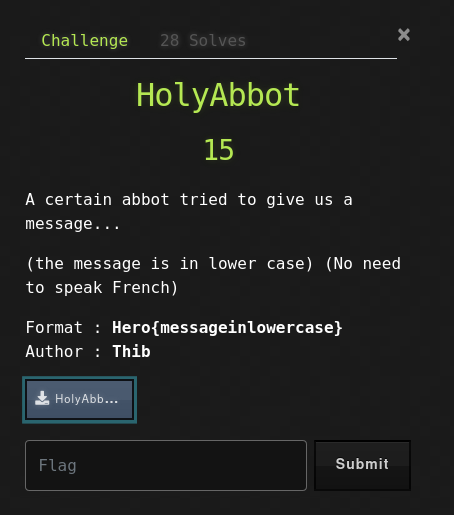 Challenge 28 Solves ×
HolyAbbot
15
A certain abbot tried to give us a
message...
(the message is in lower case) (No need
to speak French)
Format : Hero{messageinlowercase}
Author : Thib
HolyAbb...
Flag
Submit